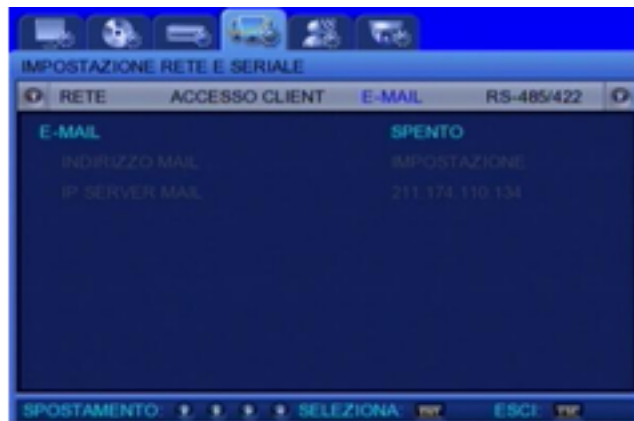 IMPOSTAZIONE RETE E SERIALE
RETE ACCESSO CLIENT E-MAIL RS-485/422
E-MAIL SPENTO
INDIRIZZO MAIL IMPOSTAZIONE
IP SERVER MAIL 211.174.110.134
SPOSTAMENTO: SELEZIONA: ESCI: